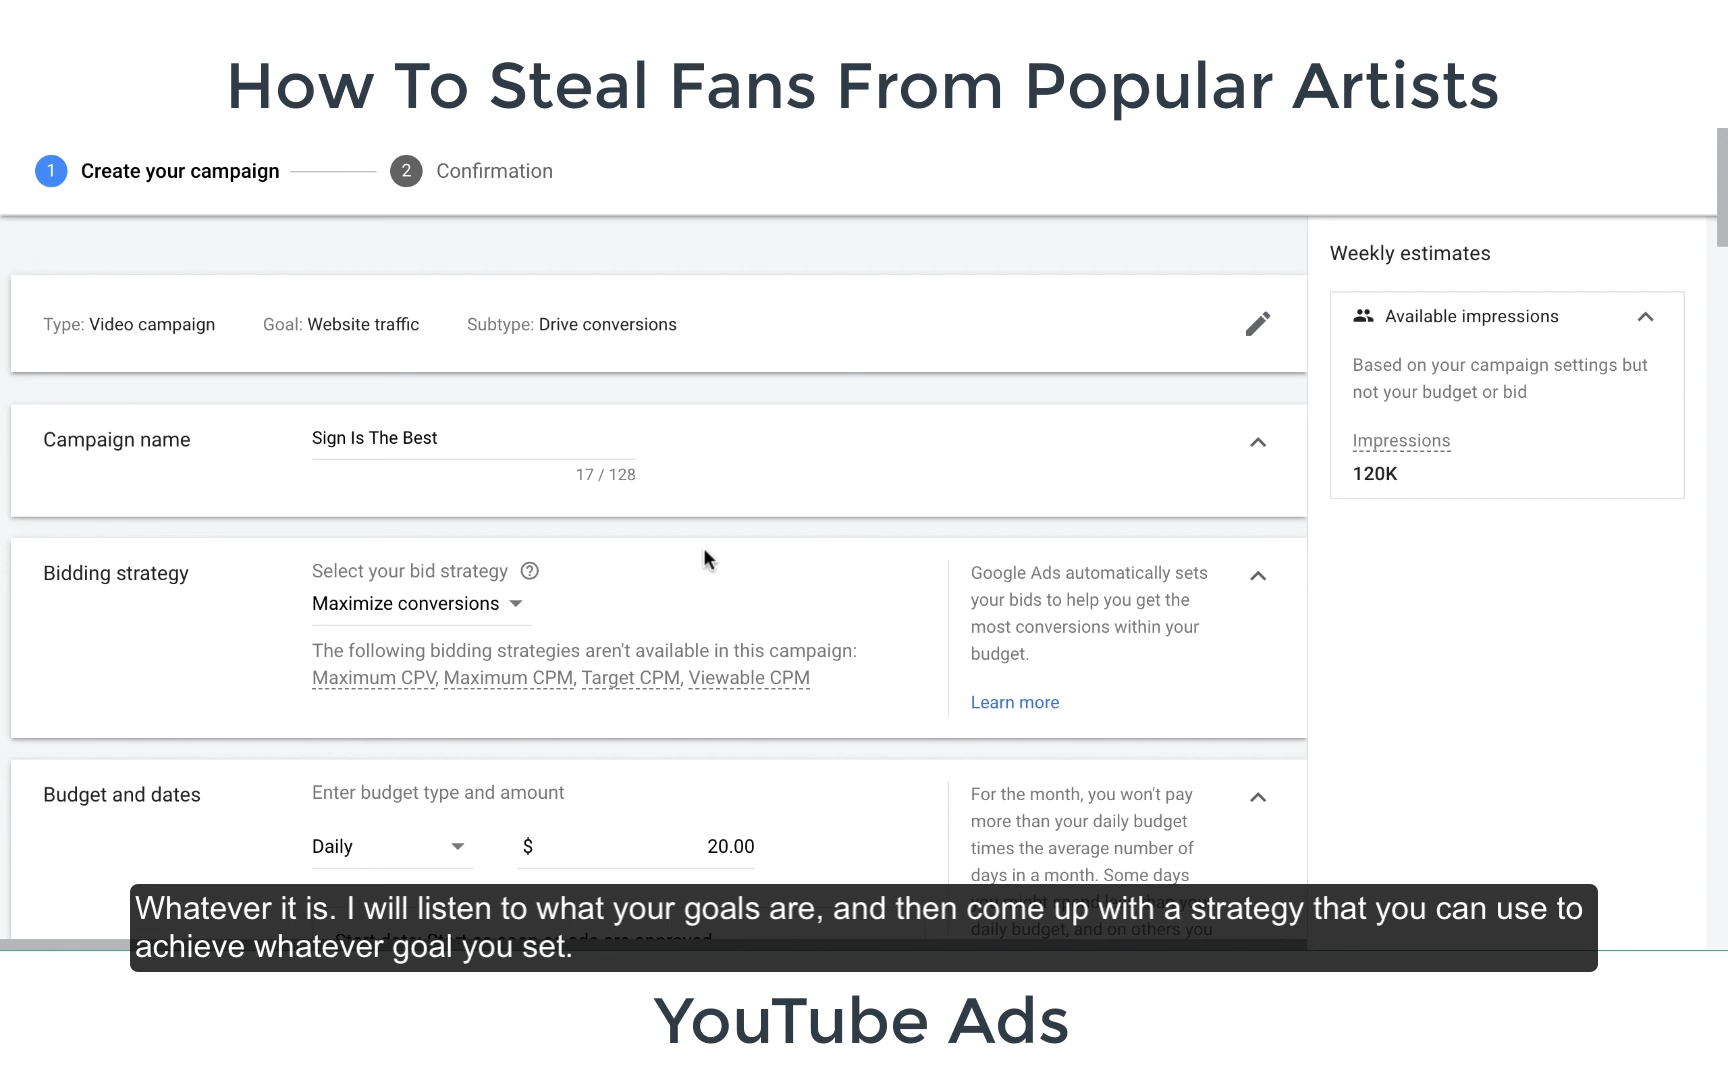 How To Steal Fans From Popular Artists
1 Create your campaign 2 Confirmation
Type: Video campaign Goal: Website traffic Subtype: Drive conversions
Campaign name
Sign Is The Best
17 / 128
Bidding strategy
Select your bid strategy ?
Maximize conversions
The following bidding strategies aren't available in this campaign:
Maximum CPV, Maximum CPM, Target CPM, Viewable CPM
Google Ads automatically sets
your bids to help you get the
most conversions within your
budget.
Learn more
Budget and dates
Enter budget type and amount
Daily $ 20.00
For the month, you won't pay
more than your daily budget
times the average number of
days in a month. Some days
daily budget, and on others you
Weekly estimates
Available impressions
Based on your campaign settings but
not your budget or bid
Impressions
120K
Whatever it is. I will listen to what your goals are, and then come up with a strategy that you can use to
achieve whatever goal you set.
YouTube Ads